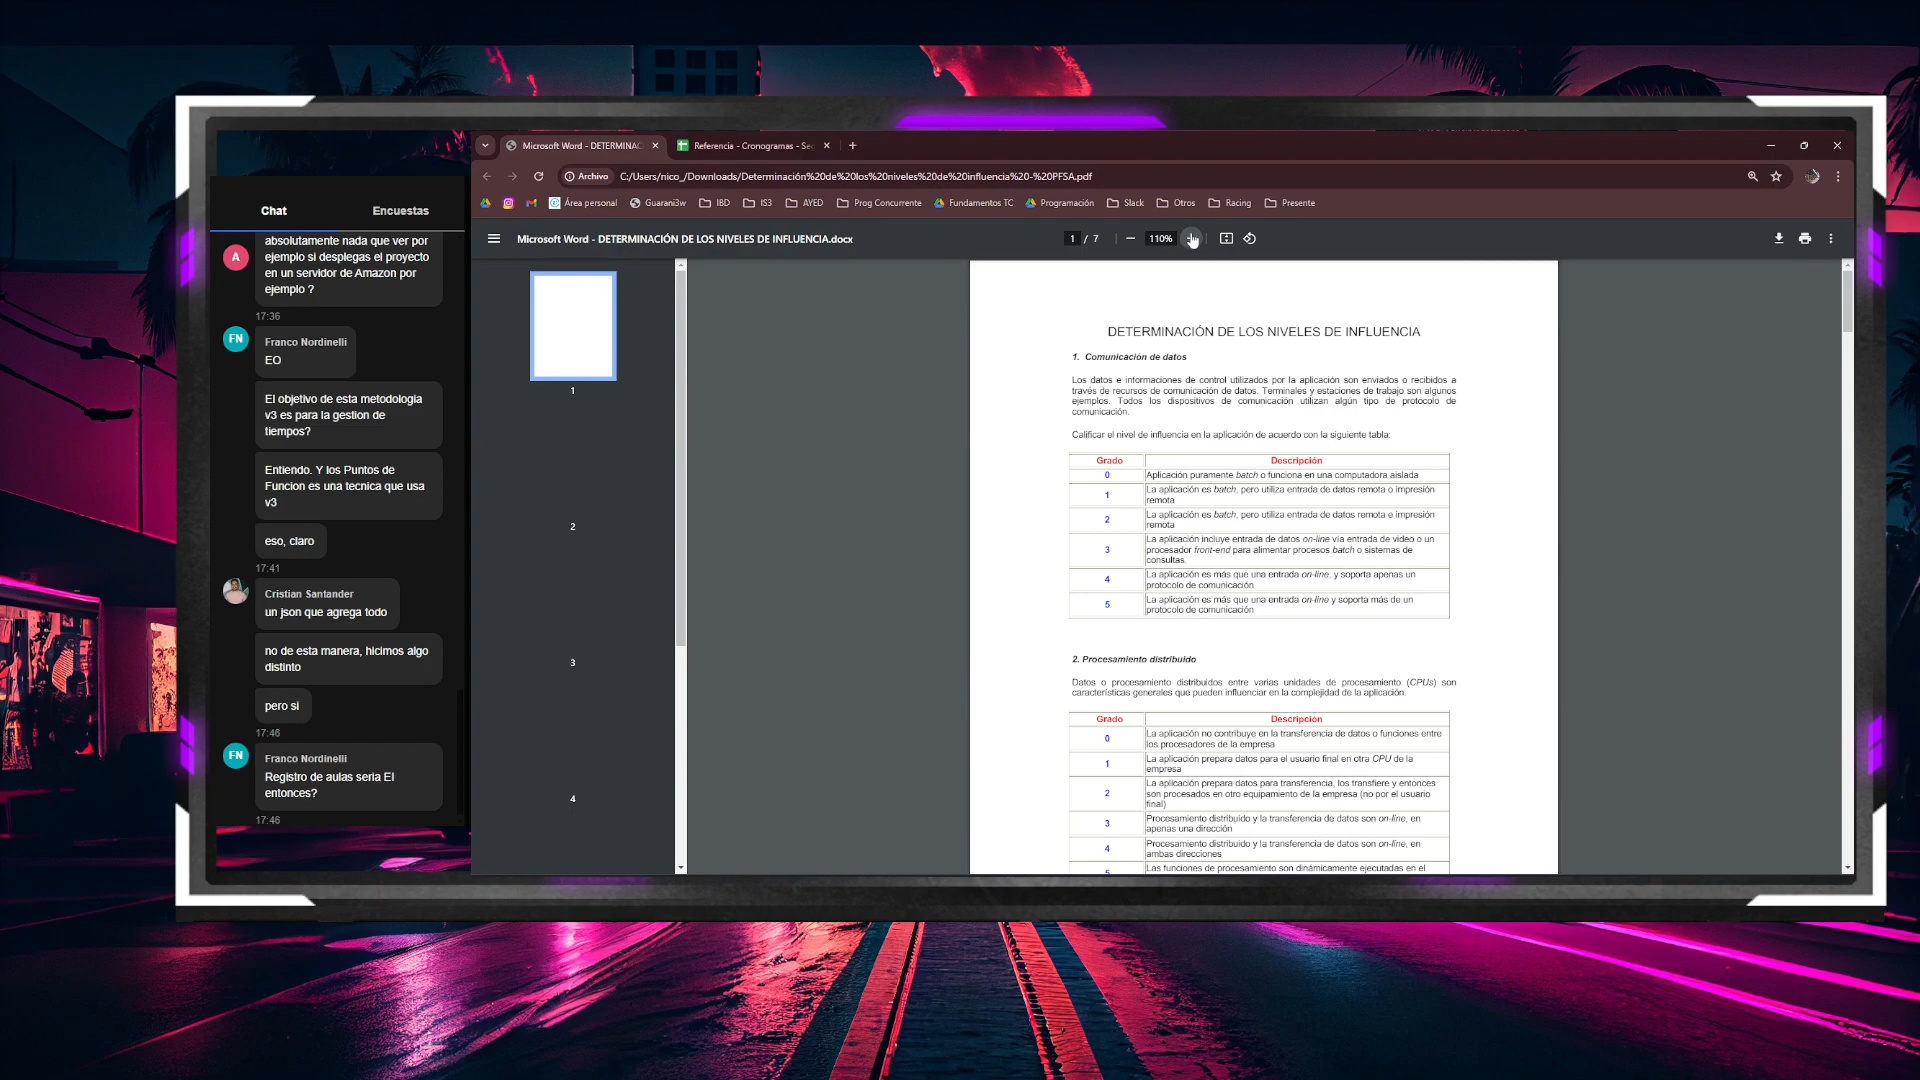 Chat
Encuestas
A
absolutamente nada que ver por
ejemplo si desplegas el proyecto
en un servidor de Amazon por
ejemplo ?
17:36
FN
Franco Nordinelli
EO
El objetivo de esta metodologia
v3 es para la gestion de
tiempos?
Entiendo. Y los Puntos de
Funcion es una tecnica que usa
v3
eso, claro
17:41
Cristian Santander
un json que agrega todo
no de esta manera, hicimos algo
distinto
pero si
17:46
FN
Franco Nordinelli
Registro de aulas seria EI
entonces?
17:46
Microsoft Word - DETERMINAC
Referencia - Cronogramas - Se
Archivo
C:/Users/nico_/Downloads/Determinación%20de%20los%20niveles%20de%20influencia%20-%20PFSA.pdf
Área personal
Guarani3w
IBD
IS3
AYED
Prog Concurrente
Fundamentos TC
Programación
Slack
Otros
Racing
Presente
Microsoft Word - DETERMINACIÓN DE LOS NIVELES DE INFLUENCIA.docx
1 / 7
110%
1
2
3
4
DETERMINACIÓN DE LOS NIVELES DE INFLUENCIA
1. Comunicación de datos
Los datos e informaciones de control utilizados por la aplicación son enviados o recibidos a
través de recursos de comunicación de datos. Terminales y estaciones de trabajo son algunos
ejemplos. Todos los dispositivos de comunicación utilizan algún tipo de protocolo de
comunicación.
Calificar el nivel de influencia en la aplicación de acuerdo con la siguiente tabla:
Grado Descripción
0 Aplicación puramente batch o funciona en una computadora aislada
1 La aplicación es batch, pero utiliza entrada de datos remota o impresión
remota
2 La aplicación es batch, pero utiliza entrada de datos remota e impresión
remota
3 La aplicación incluye entrada de datos on-line vía entrada de video o un
procesador front-end para alimentar procesos batch o sistemas de
consultas.
4 La aplicación es más que una entrada on-line, y soporta apenas un
protocolo de comunicación
5 La aplicación es más que una entrada on-line y soporta más de un
protocolo de comunicación
2. Procesamiento distribuido
Datos o procesamiento distribuidos entre varias unidades de procesamiento (CPUs) son
características generales que pueden influenciar en la complejidad de la aplicación.
Grado Descripción
0 La aplicación no contribuye en la transferencia de datos o funciones entre
los procesadores de la empresa
1 La aplicación prepara datos para el usuario final en otra CPU de la
empresa
2 La aplicación prepara datos para transferencia, los transfiere y entonces
son procesados en otro equipamiento de la empresa (no por el usuario
final)
3 Procesamiento distribuido y la transferencia de datos son on-line, en
apenas una dirección
4 Procesamiento distribuido y la transferencia de datos son on-line, en
ambas direcciones
5 Las funciones de procesamiento son dinámicamente ejecutadas en el